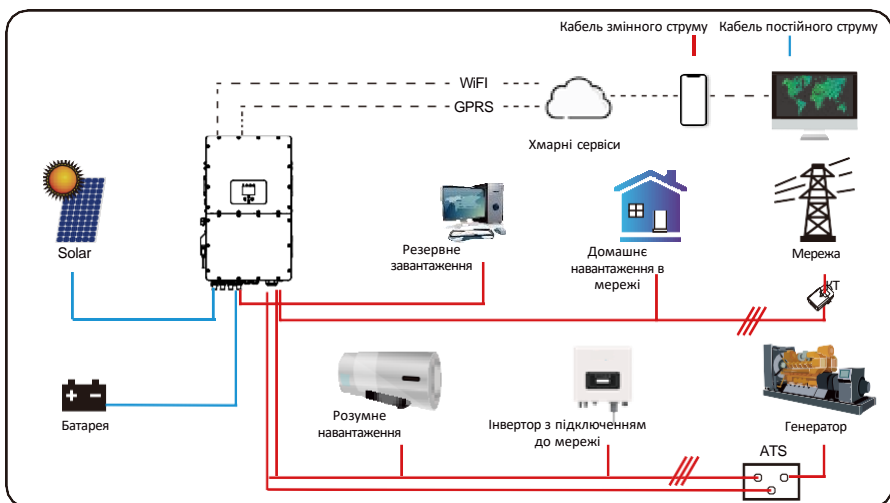 Кабель змінного струму
Кабель постійного струму
WiFI
GPRS
Хмарні сервіси
Solar
Резервне
завантаження
Домашнє
навантаження в
мережі
Мережа
КТ
Батарея
Розумне
навантаження
Інвертор з підключенням
до мережі
Генератор
ATS